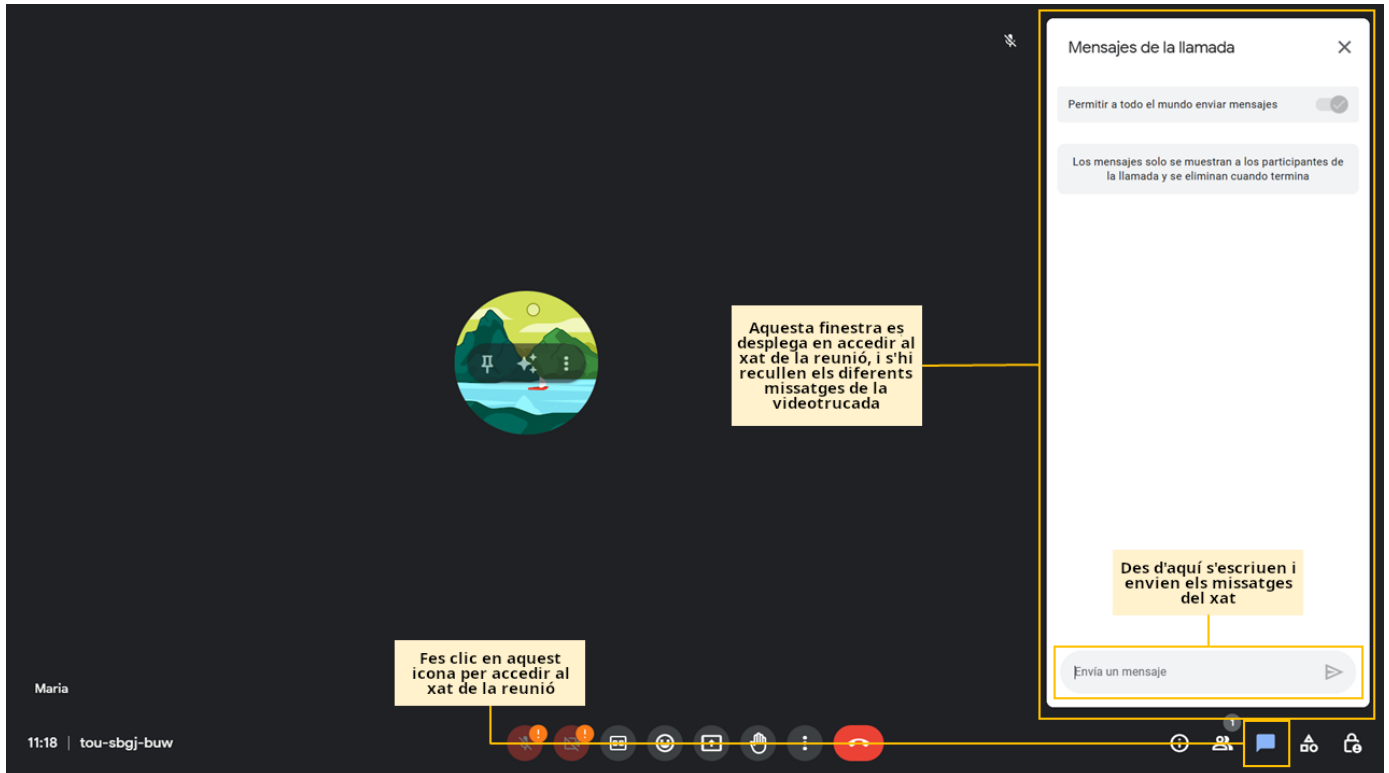 Mensajes de la llamada
Permitir a todo el mundo enviar mensajes
Los mensajes solo se muestran a los participantes de
la llamada y se eliminan cuando termina
Aquesta finestra es
desplega en accedir al
xat de la reunió, i s'hi
recullen els diferents
missatges de la
videotrucada
Des d'aquí s'escriuen i
envien els missatges
del xat
Fes clic en aquest
icona per accedir al
xat de la reunió
Envía un mensaje
Maria
11:18 | tou-sbgj-buw
! ! CC
1